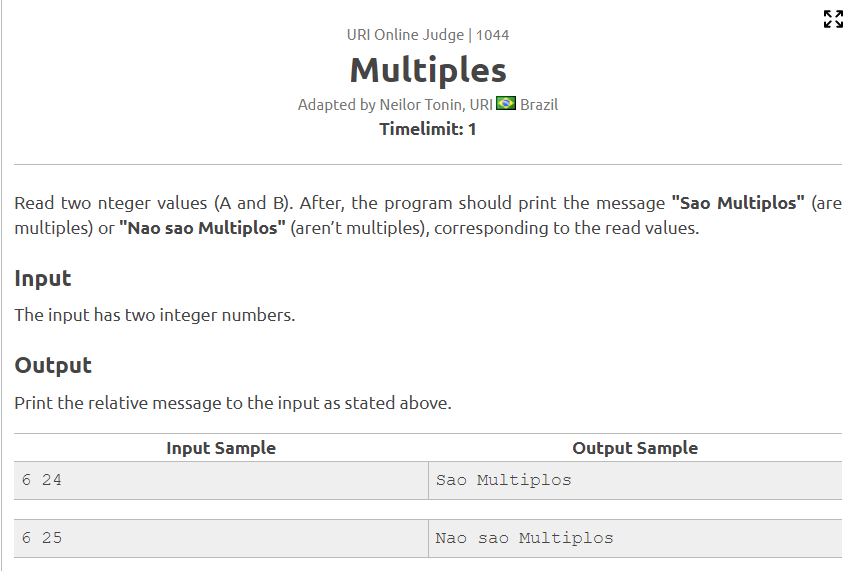 URI Online Judge | 1044
Multiples
Adapted by Neilor Tonin, URI Brazil
Timelimit: 1
Read two nteger values (A and B). After, the program should print the message "Sao Multiplos" (are
multiples) or "Nao sao Multiplos" (aren’t multiples), corresponding to the read values.
Input
The input has two integer numbers.
Output
Print the relative message to the input as stated above.
Input Sample Output Sample
6 24 Sao Multiplos
6 25 Nao sao Multiplos